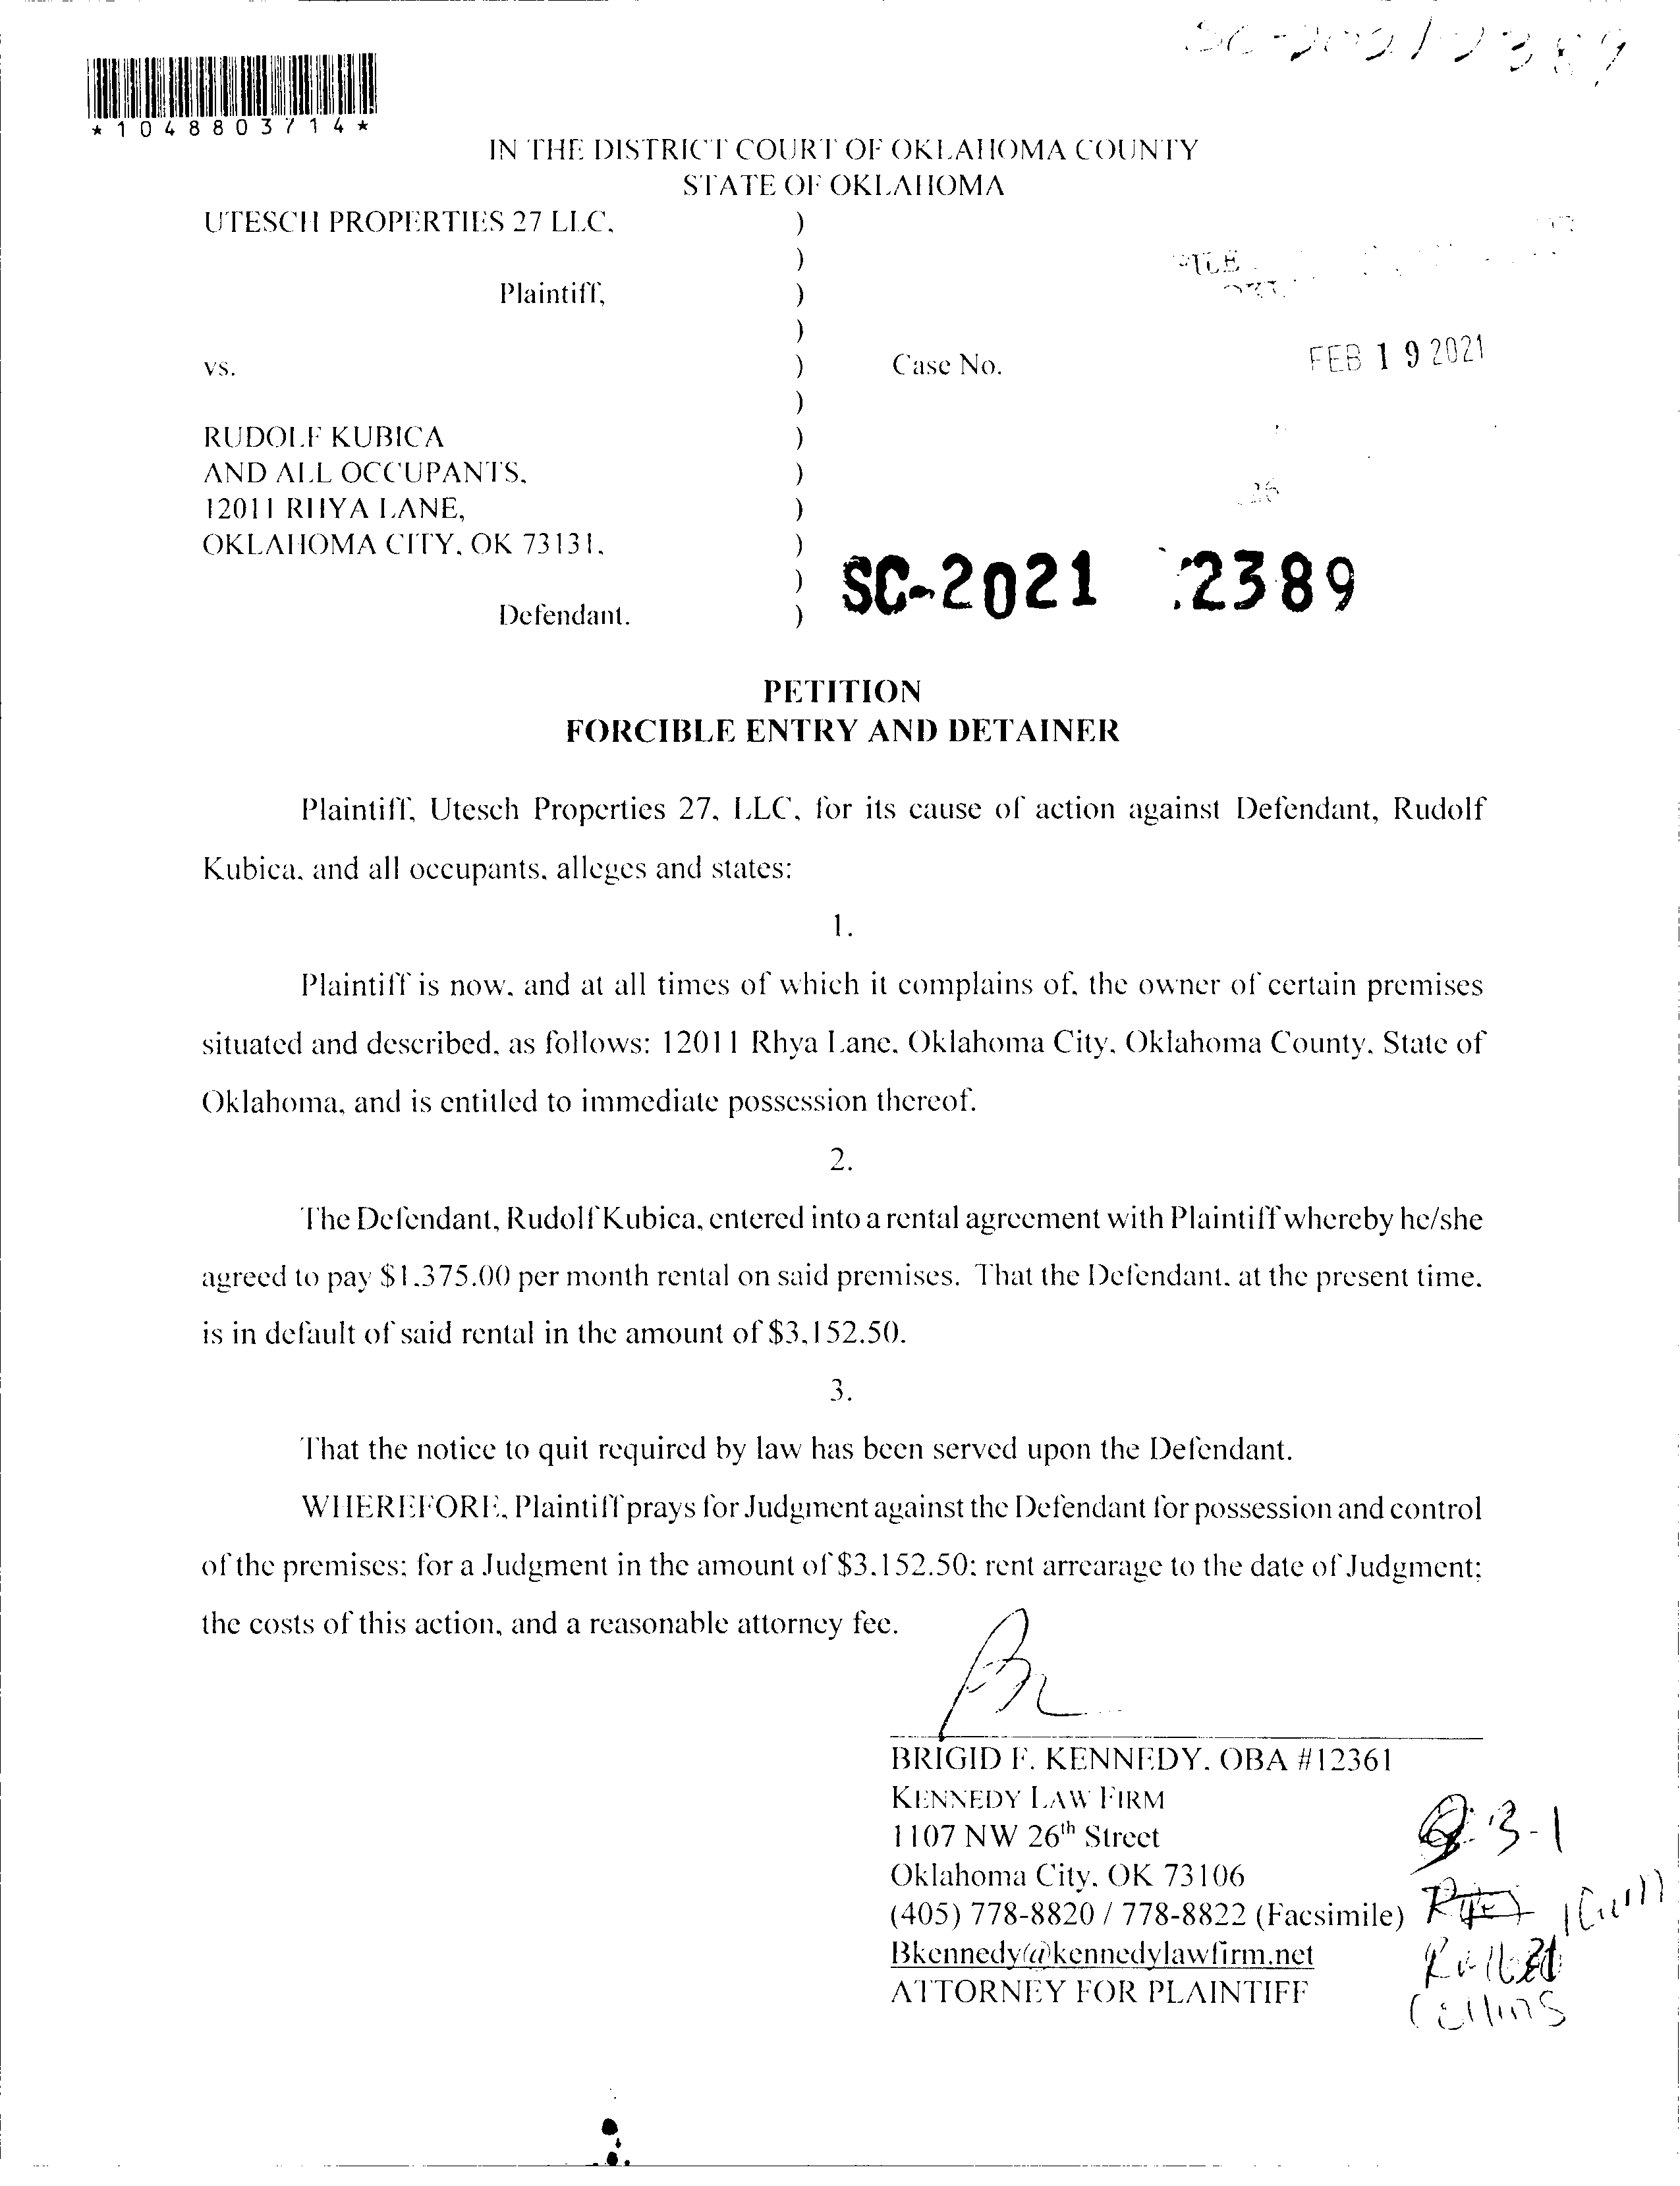 SC-2021-2389
*1048803714*
IN THE DISTRICT COURT OF OKLAHOMA COUNTY
STATE OF OKLAHOMA
UTESCH PROPERTIES 27 LLC, )
)
Plaintiff, )
)
vs. ) Case No. FEB 19 2021
)
RUDOLF KUBICA )
AND ALL OCCUPANTS, )
12011 RHYA LANE, )
OKLAHOMA CITY, OK 73131, )
)
Defendant. )
SC-2021 2389
PETITION
FORCIBLE ENTRY AND DETAINER
Plaintiff, Utesch Properties 27, LLC, for its cause of action against Defendant, Rudolf
Kubica, and all occupants, alleges and states:
1.
Plaintiff is now, and at all times of which it complains of, the owner of certain premises
situated and described, as follows: 12011 Rhya Lane, Oklahoma City, Oklahoma County, State of
Oklahoma, and is entitled to immediate possession thereof.
2.
The Defendant, Rudolf Kubica, entered into a rental agreement with Plaintiff whereby he/she
agreed to pay $1,375.00 per month rental on said premises. That the Defendant, at the present time,
is in default of said rental in the amount of $3,152.50.
3.
That the notice to quit required by law has been served upon the Defendant.
WHEREFORE, Plaintiff prays for Judgment against the Defendant for possession and control
of the premises; for a Judgment in the amount of $3,152.50; rent arrearage to the date of Judgment;
the costs of this action, and a reasonable attorney fee.
BRIGID F. KENNEDY, OBA #12361
KENNEDY LAW FIRM
1107 NW 26th Street
Oklahoma City, OK 73106
(405) 778-8820 / 778-8822 (Facsimile)
Bkennedy@kennedylawfirm.net
ATTORNEY FOR PLAINTIFF
3-1
Collins